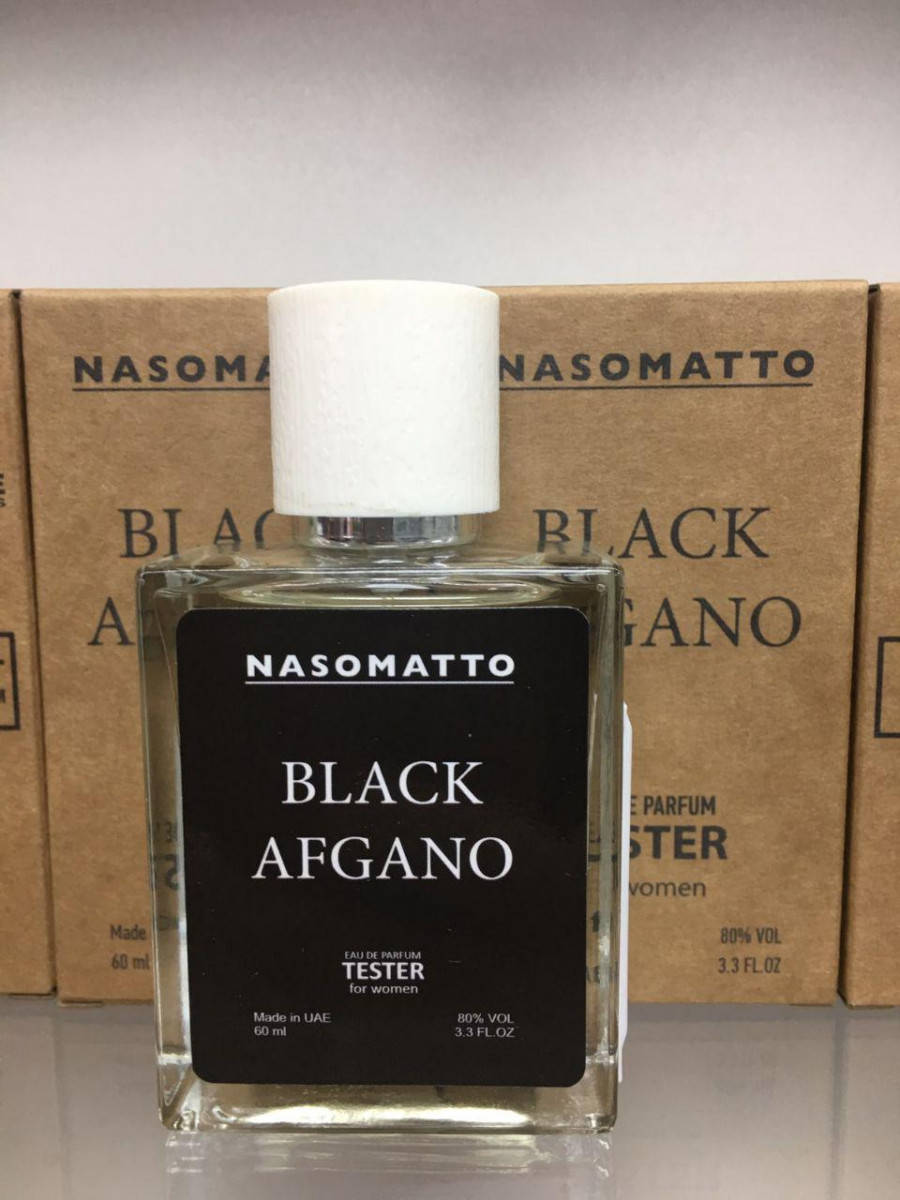 NASOMATTO
BLACK
AFGANO
EAU DE PARFUM
TESTER
for women
Made in UAE
60 ml
80% VOL
3.3 FL.OZ
NASOMA
BLAC
A
Made
60 ml
NASOMATTO
BLACK
GANO
E PARFUM
STER
women
80% VOL
3.3 FL.OZ